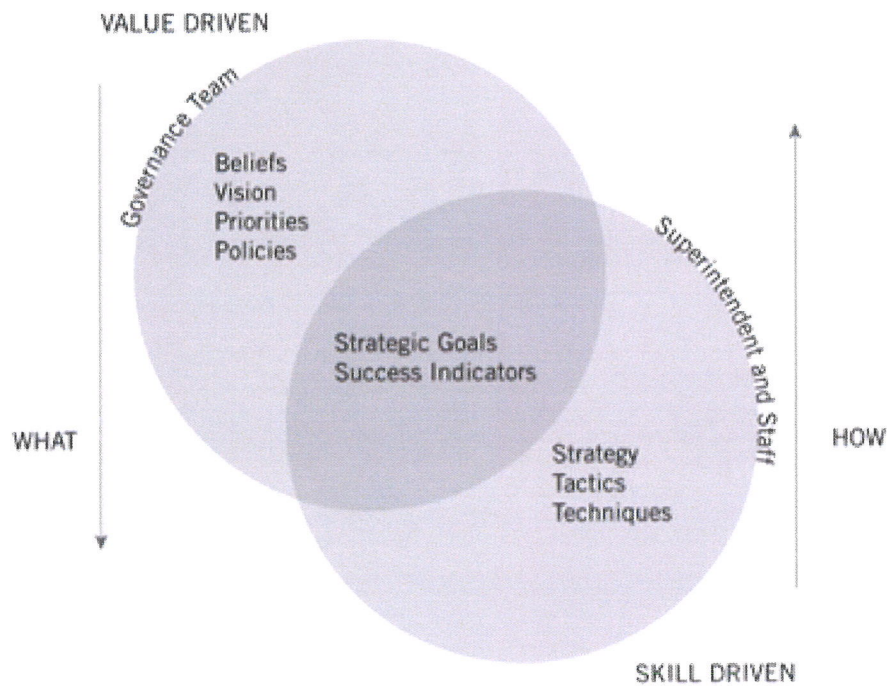 VALUE DRIVEN
Governance Team
Beliefs
Vision
Priorities
Policies
Superintendent and Staff
Strategic Goals
Success Indicators
WHAT
HOW
Strategy
Tactics
Techniques
SKILL DRIVEN